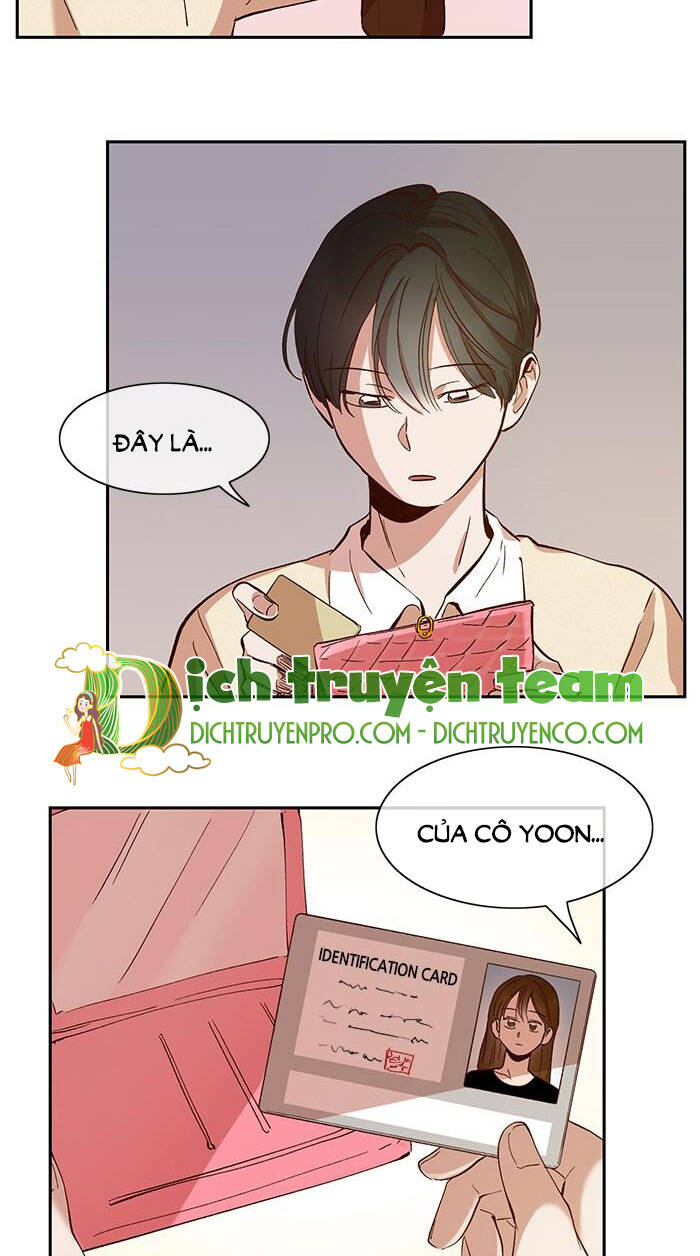 ĐÂY LÀ...
Dịch truyện team
DICHTRUYENPRO.COM - DICHTRUYENCO.COM
CỦA CÔ YOON...
IDENTIFICATION CARD